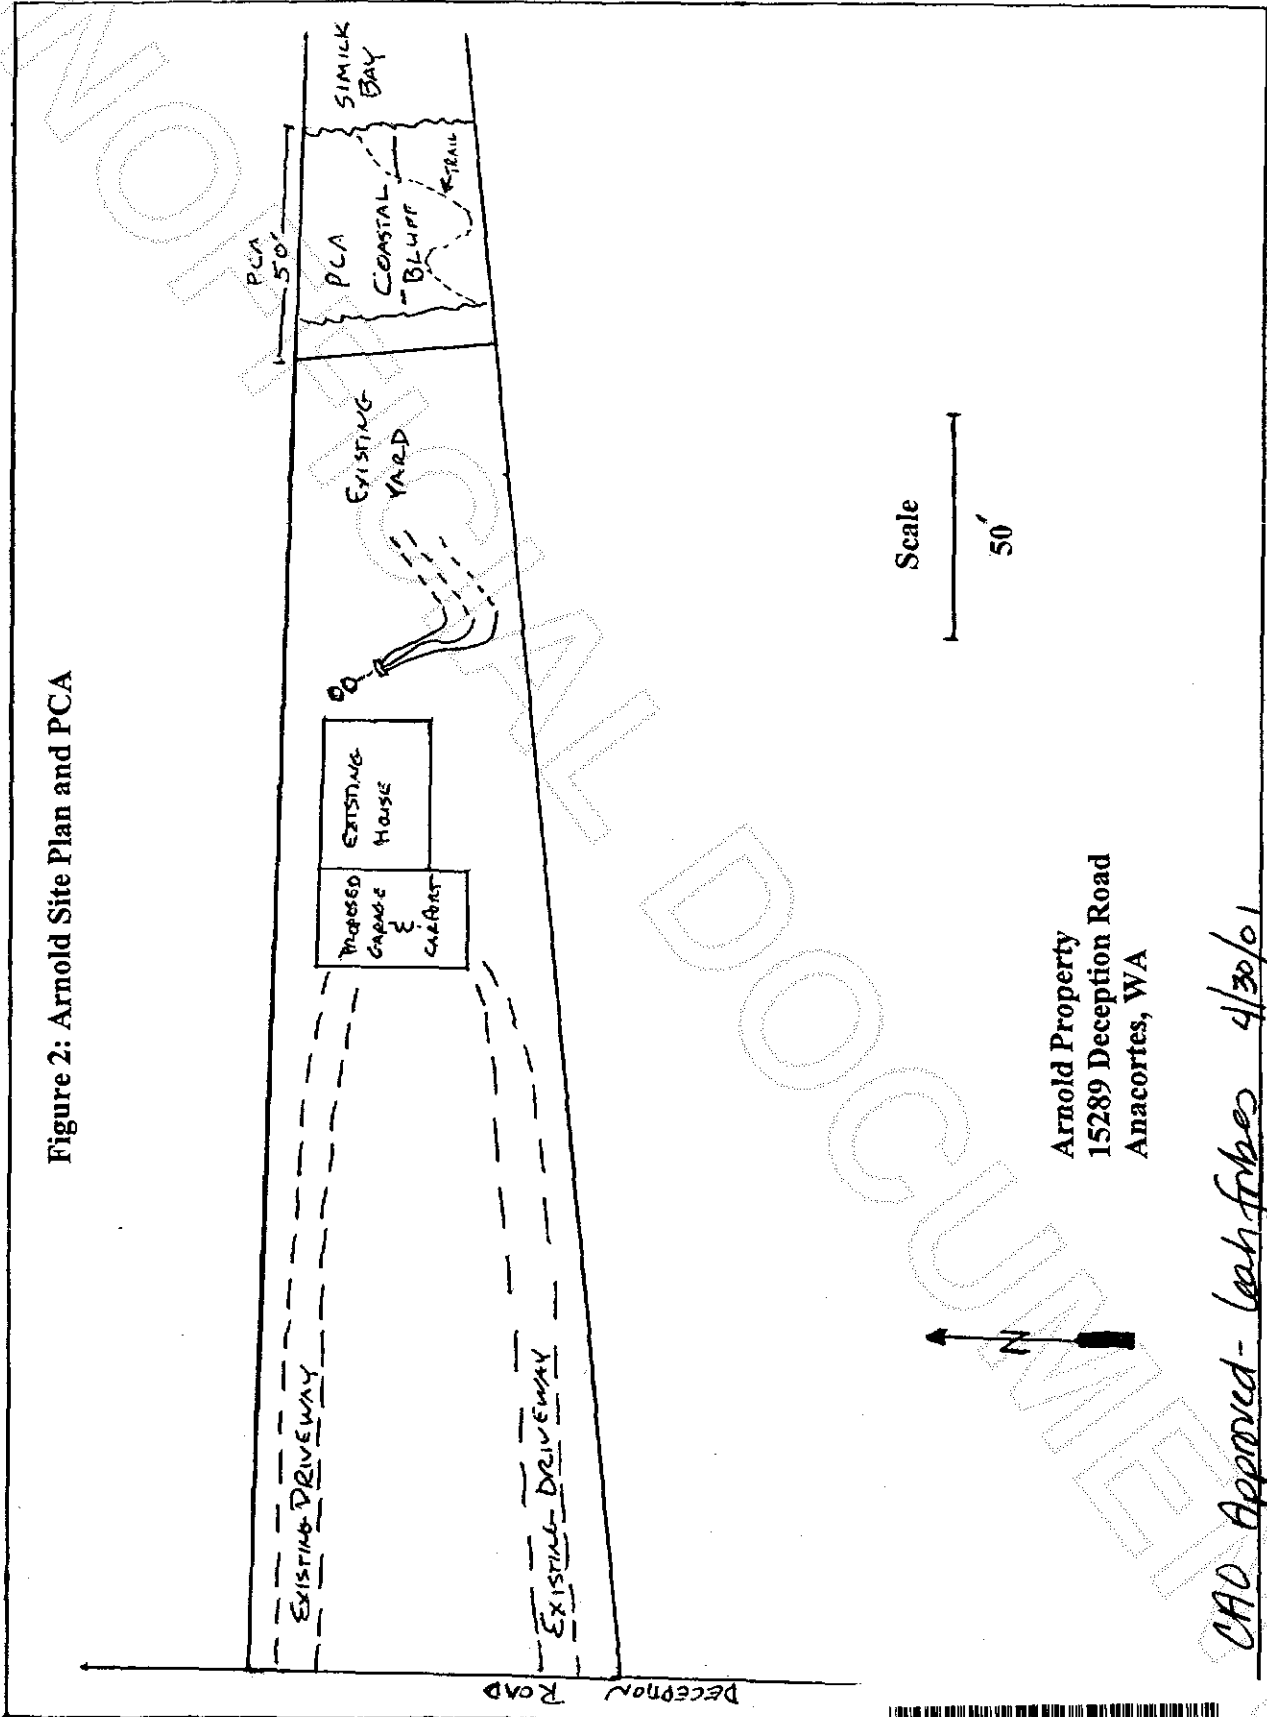 Figure 2: Arnold Site Plan and PCA
PCA
50'
SIMILK
BAY
PCA
COASTAL
BLUFF
TRAIL
EXISTING
YARD
EXISTING
HOUSE
PROPOSED
GARAGE
&
CARPORT
EXISTING DRIVEWAY
EXISTING DRIVEWAY
DECEPTION ROAD
Scale
50'
N
Arnold Property
15289 Deception Road
Anacortes, WA
CAO Approved - Leah Forbes 4/30/01
UNOFFICIAL DOCUMENT